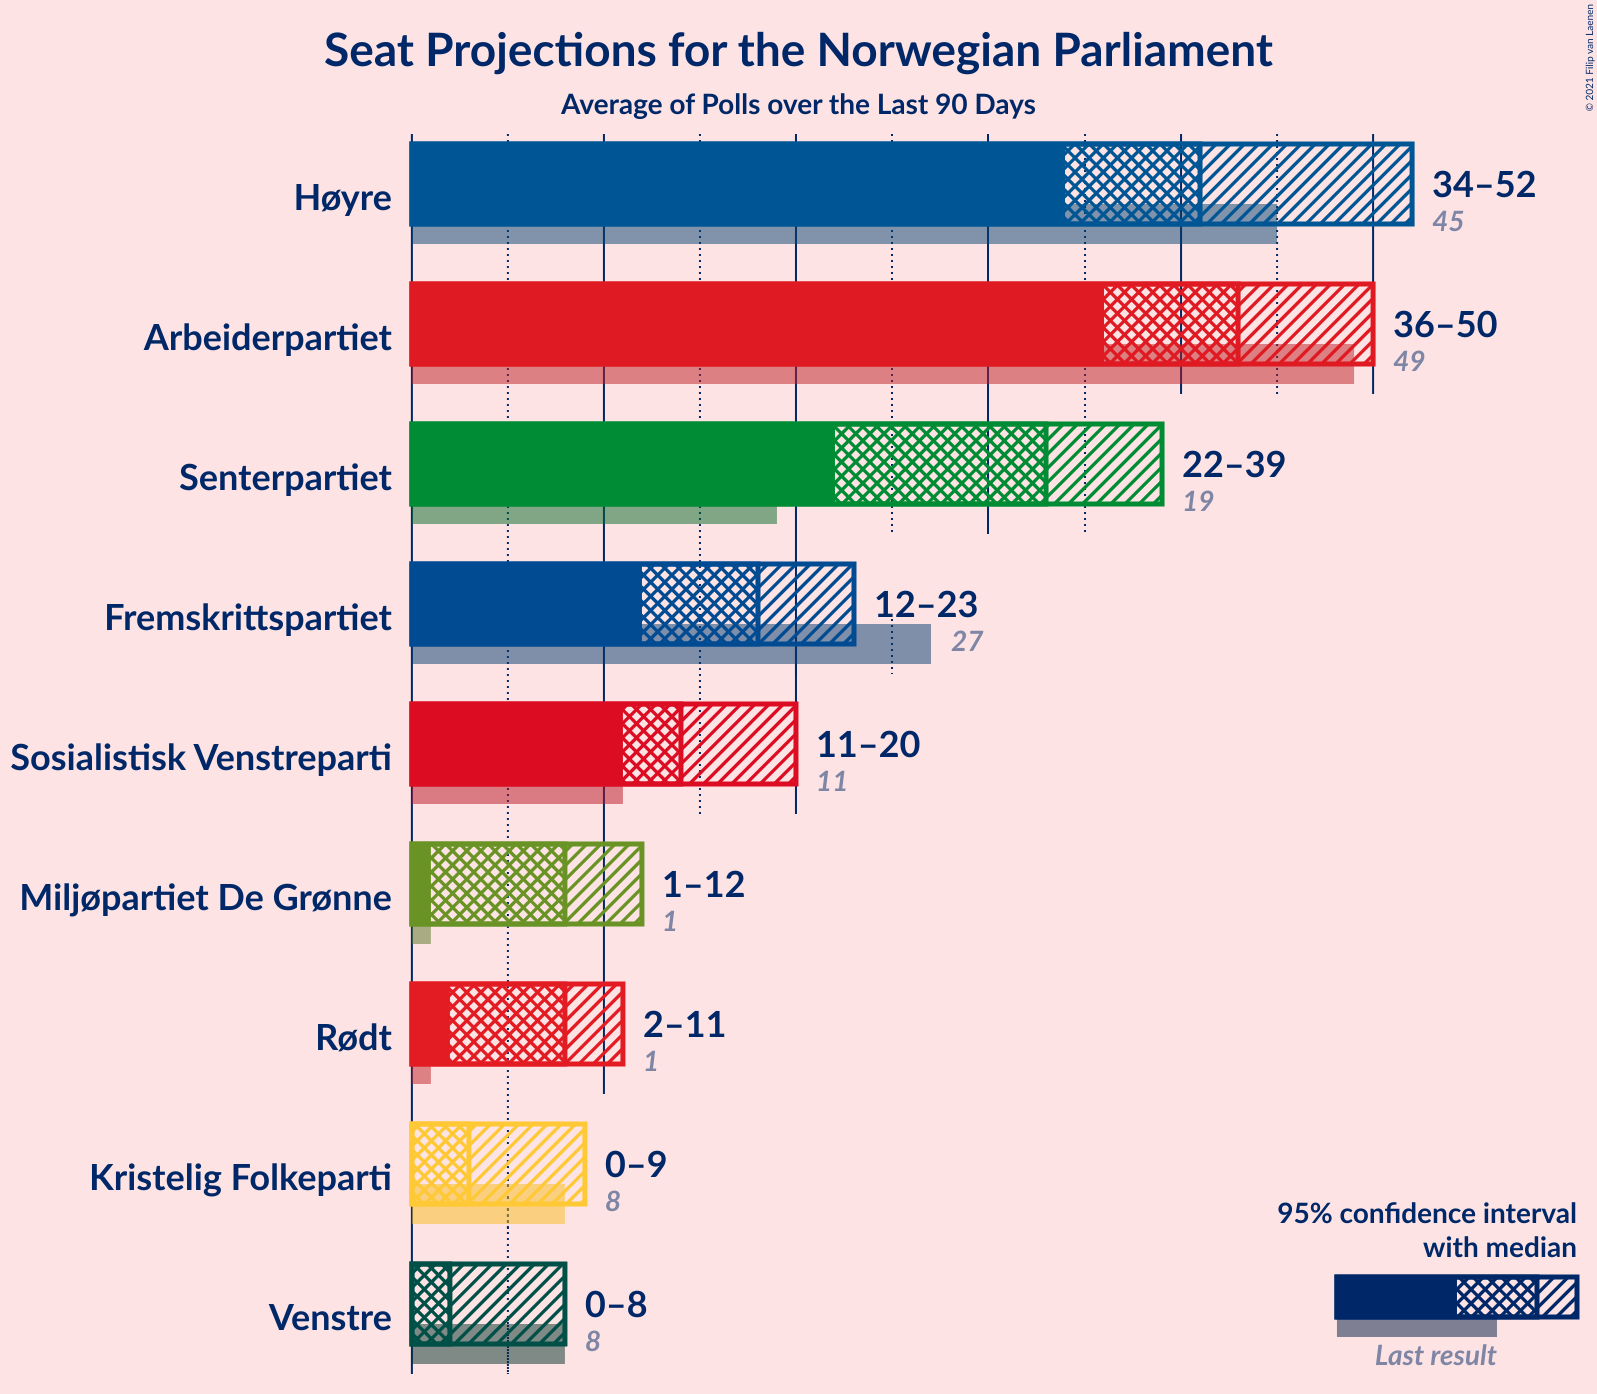 Seat Projections for the Norwegian Parliament
Average of Polls over the Last 90 Days
© 2021 Filip van Laenen
Høyre
34–52
45
Arbeiderpartiet
36–50
49
Senterpartiet
22–39
19
Fremskrittspartiet
12–23
27
Sosialistisk Venstreparti
11–20
11
Miljøpartiet De Grønne
1–12
1
Rødt
2–11
1
Kristelig Folkeparti
0–9
8
Venstre
0–8
8
95% confidence interval
with median
Last result